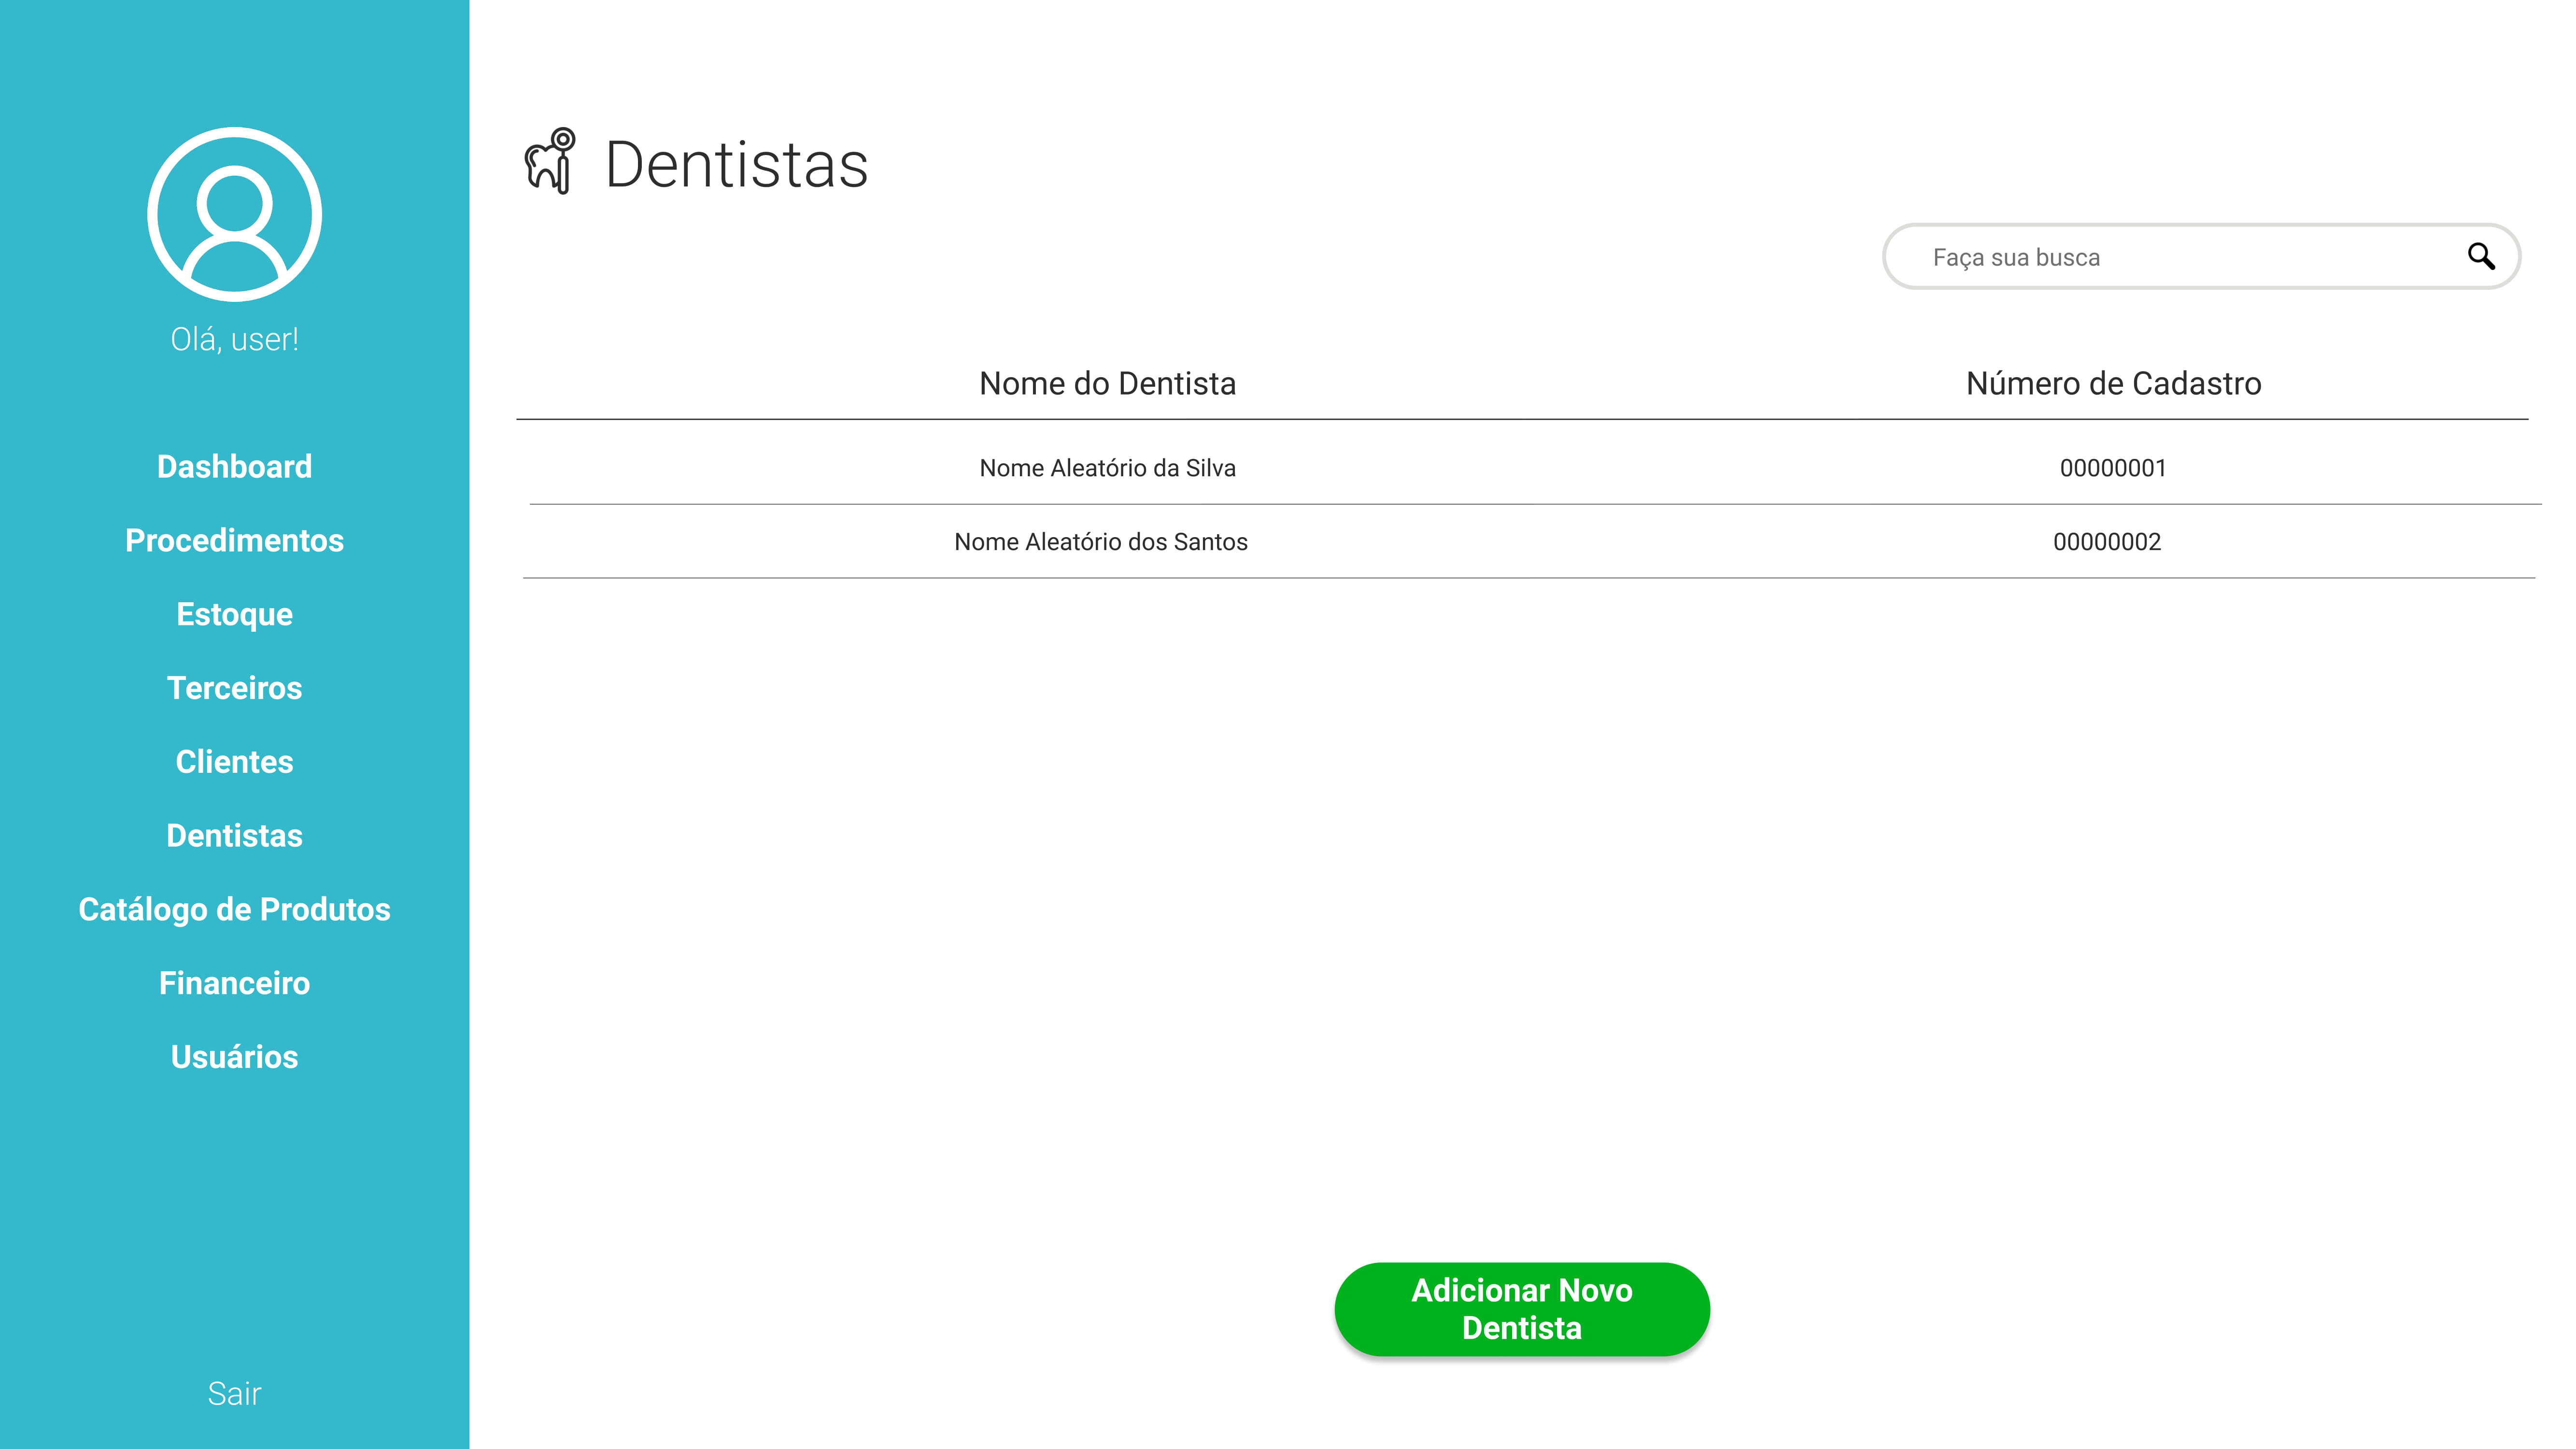 Olá, user!
Dashboard
Procedimentos
Estoque
Terceiros
Clientes
Dentistas
Catálogo de Produtos
Financeiro
Usuários
Sair
Dentistas
Faça sua busca
Nome do Dentista Número de Cadastro
Nome Aleatório da Silva 00000001
Nome Aleatório dos Santos 00000002
Adicionar Novo
Dentista